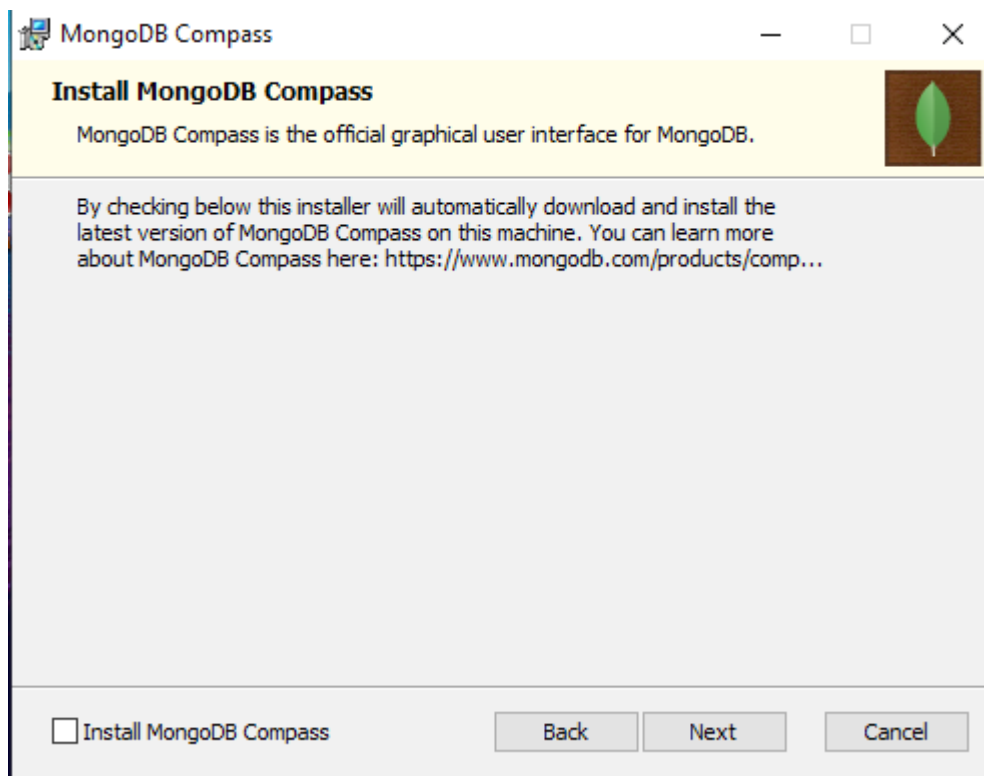 MongoDB Compass
Install MongoDB Compass
MongoDB Compass is the official graphical user interface for MongoDB.
By checking below this installer will automatically download and install the
latest version of MongoDB Compass on this machine. You can learn more
about MongoDB Compass here: https://www.mongodb.com/products/comp...
Install MongoDB Compass Back Next Cancel